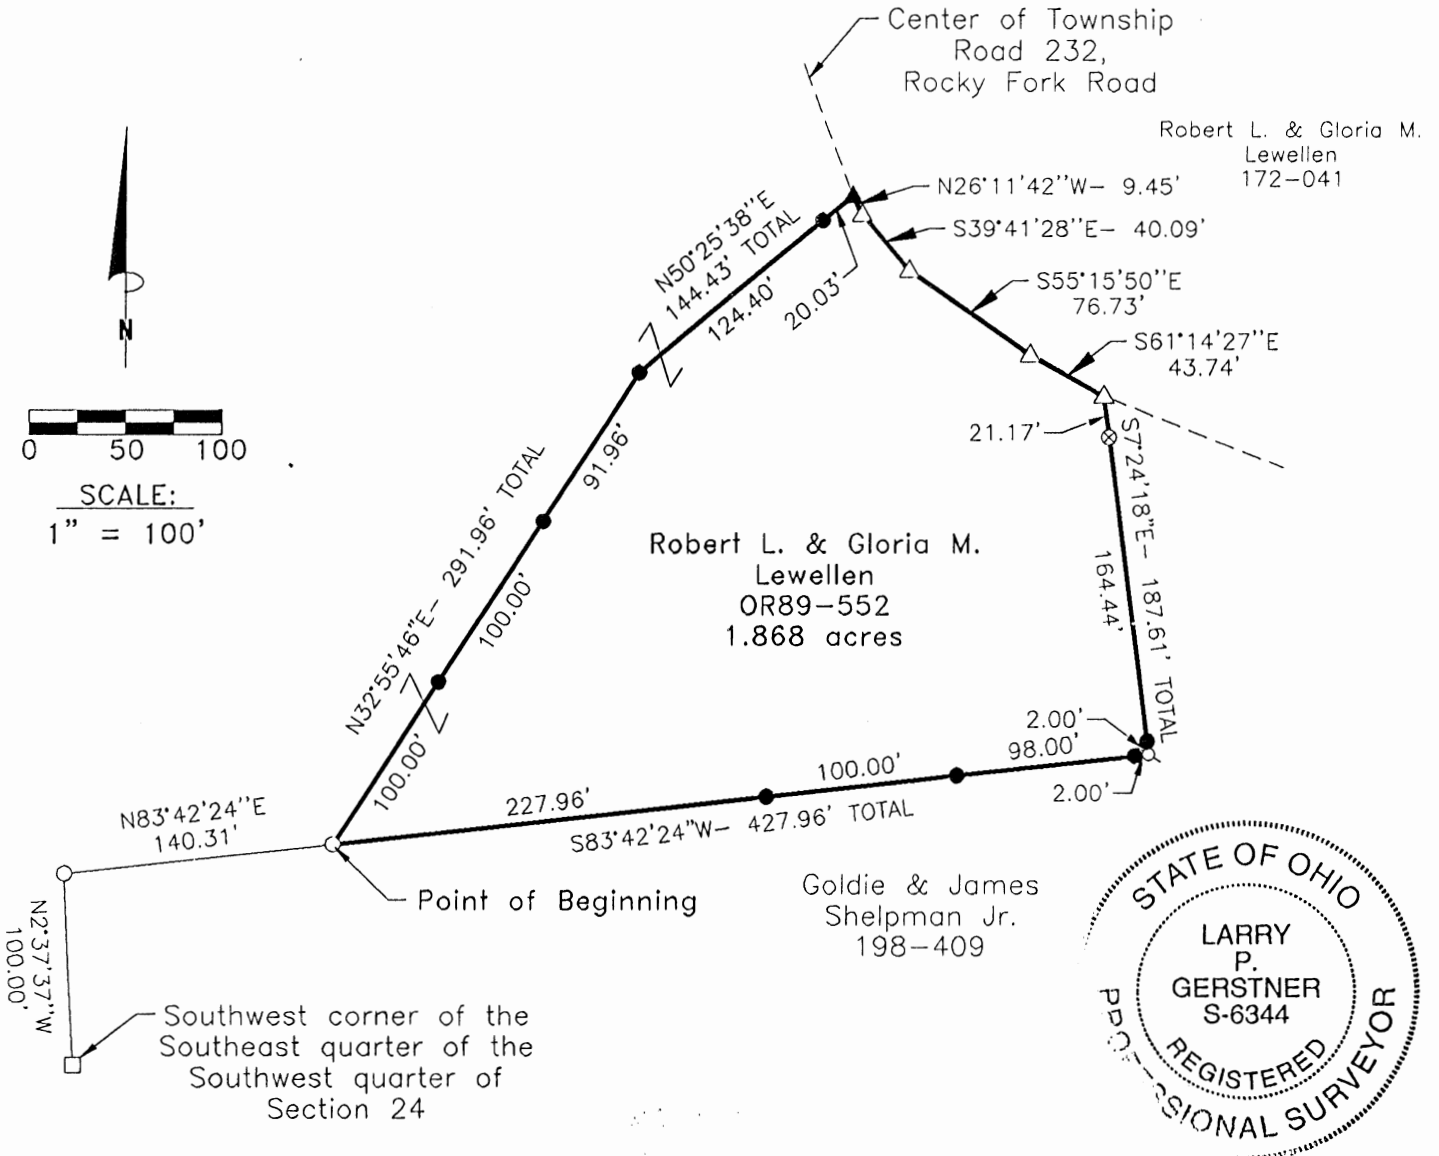 Center of Township
Road 232,
Rocky Fork Road
Robert L. & Gloria M.
Lewellen
172-041
N26°11'42"W- 9.45'
S39°41'28"E- 40.09'
S55°15'50"E
76.73'
S61°14'27"E
43.74'
N50°25'38"E
144.43' TOTAL
124.40'
20.03'
N
0 50 100
SCALE:
1" = 100'
21.17'
S7°24'18"E- 187.61' TOTAL
164.44'
N32°55'46"E- 291.96' TOTAL
91.96'
100.00'
100.00'
Robert L. & Gloria M.
Lewellen
OR89-552
1.868 acres
2.00'
98.00'
100.00'
2.00'
227.96'
S83°42'24"W- 427.96' TOTAL
N83°42'24"E
140.31'
Point of Beginning
Goldie & James
Shelpman Jr.
198-409
N2°37'37"W
100.00'
Southwest corner of the
Southeast quarter of the
Southwest quarter of
Section 24
STATE OF OHIO
LARRY
P.
GERSTNER
S-6344
REGISTERED
PROFESSIONAL SURVEYOR